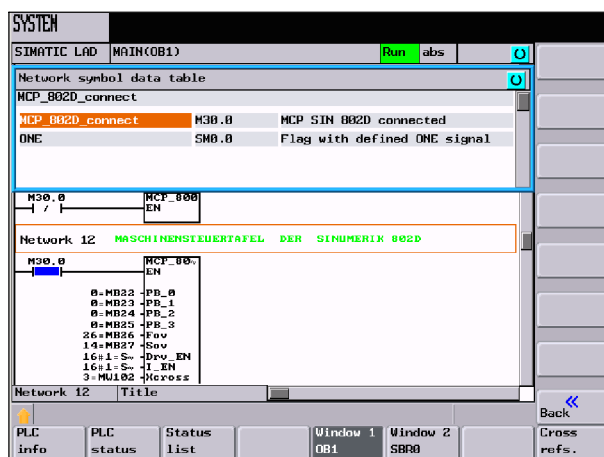 SYSTEM
SIMATIC LAD MAIN(OB1) Run abs
Network symbol data table
MCP_802D_connect
MCP_802D_connect M30.0 MCP SIN 802D connected
ONE SM0.0 Flag with defined ONE signal
M30.0 MCP_800
/ EN
Network 12 MASCHINENSTEUERTAFEL DER SINUMERIK 802D
M30.0 MCP_80~
EN
0=MB22 PB_0
0=MB23 PB_1
0=MB24 PB_2
0=MB25 PB_3
26=MB26 Fov
14=MB27 Sov
16#1=S~ Drv_EN
16#1=S~ I_EN
3=MW102 Xcross
Network 12 Title
«
Back
PLC info
PLC status
Status list
Window 1 OB1
Window 2 SBR0
Cross refs.